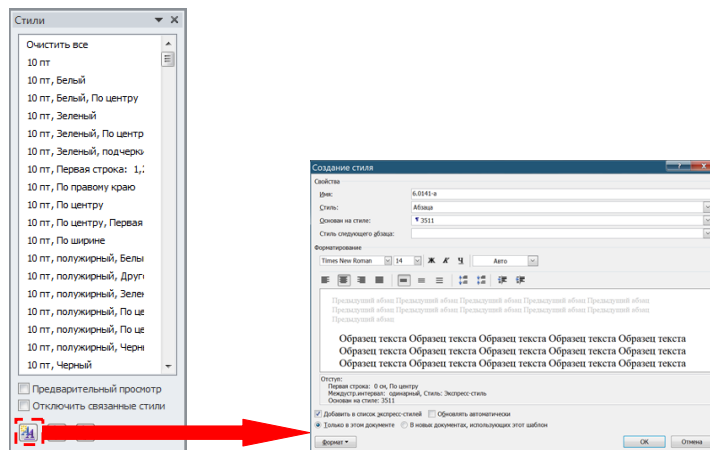 Стили
Очистить все
10 пт
10 пт, Белый
10 пт, Белый, По центру
10 пт, Зеленый
10 пт, Зеленый, По центр
10 пт, Зеленый, подчерки
10 пт, Первая строка: 1,2
10 пт, По правому краю
10 пт, По центру
10 пт, По центру, Первая
10 пт, По ширине
10 пт, полужирный, Белы
10 пт, полужирный, Друго
10 пт, полужирный, Зелен
10 пт, полужирный, По це
10 пт, полужирный, По це
10 пт, полужирный, Черны
10 пт, Черный
Предварительный просмотр
Отключить связанные стили
Создание стиля
Свойства
Имя: 6.0141-а
Стиль: Абзаца
Основан на стиле: ¶ 3511
Стиль следующего абзаца:
Форматирование
Times New Roman 14 Ж К Ч Авто
Предыдущий абзац Предыдущий абзац Предыдущий абзац Предыдущий абзац Предыдущий абзац
Предыдущий абзац Предыдущий абзац Предыдущий абзац Предыдущий абзац Предыдущий абзац
Предыдущий абзац
Образец текста Образец текста Образец текста Образец текста Образец текста
Образец текста Образец текста Образец текста Образец текста Образец текста
Образец текста Образец текста Образец текста Образец текста Образец текста
Отступ:
Первая строка: 0 см, По центру
Междустр.интервал: одинарный, Стиль: Экспресс-стиль
Основан на стиле: 3511
Добавить в список экспресс-стилей Обновлять автоматически
Только в этом документе В новых документах, использующих этот шаблон
Формат ОК Отмена